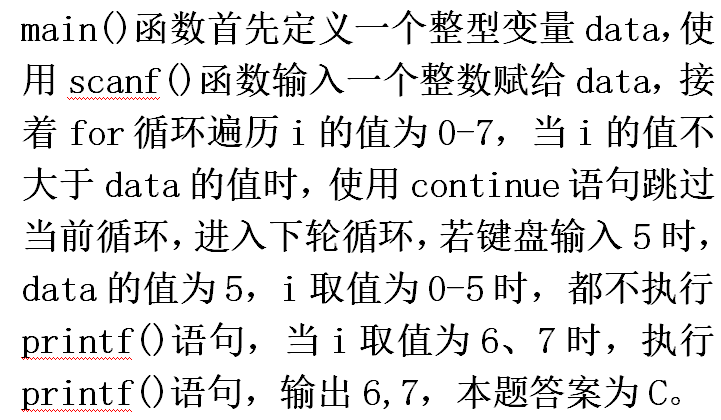 main()函数首先定义一个整型变量 data,使
用 scanf()函数输入一个整数赋给 data，接
着 for 循环遍历 i 的值为 0-7，当 i 的值不
大于 data 的值时，使用 continue 语句跳过
当前循环，进入下轮循环，若键盘输入 5 时，
data 的值为 5，i 取值为 0-5 时，都不执行
printf()语句，当 i 取值为 6、7 时，执行
printf()语句，输出 6,7，本题答案为 C。